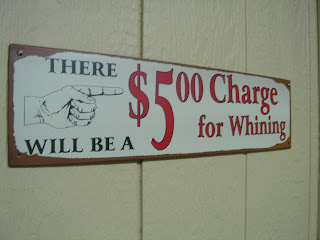 THERE
WILL BE A
$5.00 Charge
for Whining